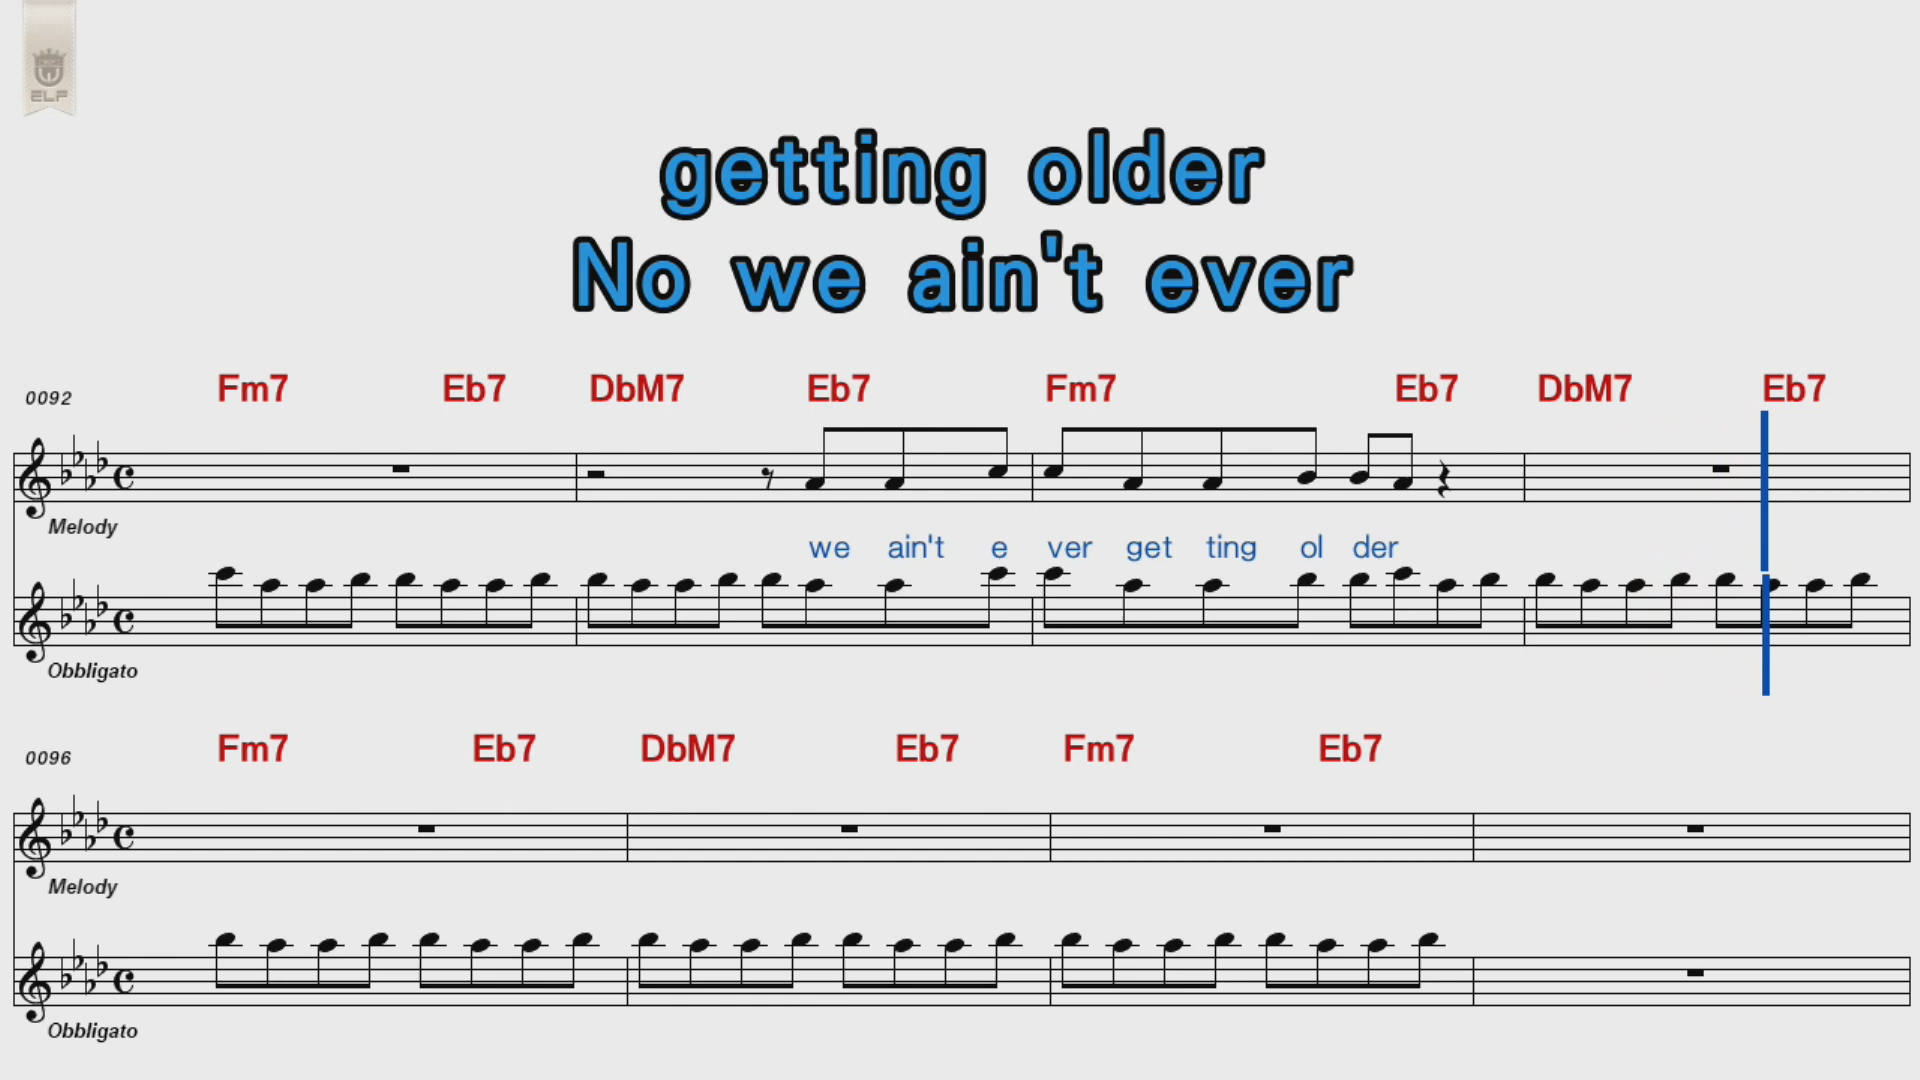 ELF
getting older
No we ain't ever
0092 Fm7 Eb7 DbM7 Eb7 Fm7 Eb7 DbM7 Eb7
Melody
we ain't e ver get ting ol der
Obbligato
0096 Fm7 Eb7 DbM7 Eb7 Fm7 Eb7
Melody
Obbligato